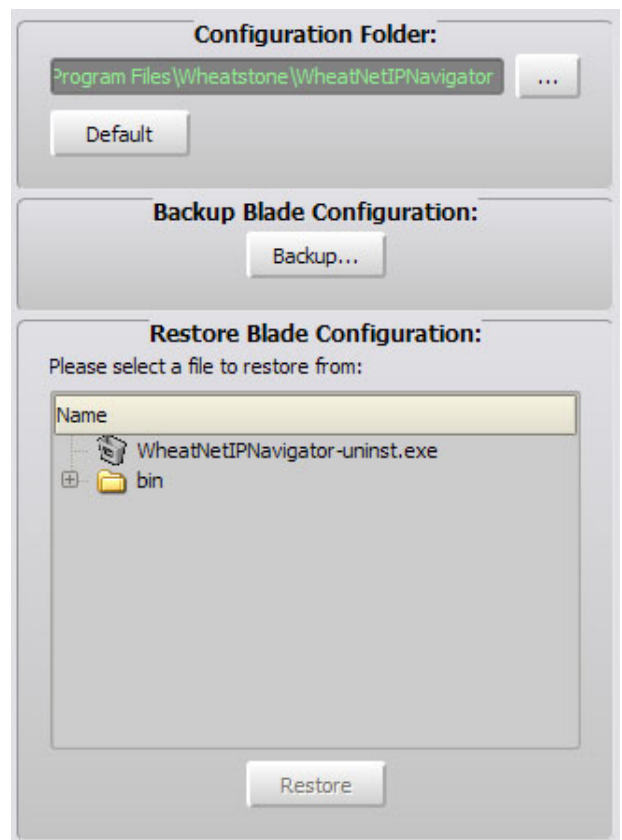 Configuration Folder:
Program Files\Wheatstone\WheatNetIPNavigator
...
Default
Backup Blade Configuration:
Backup...
Restore Blade Configuration:
Please select a file to restore from:
Name
WheatNetIPNavigator-uninst.exe
bin
Restore